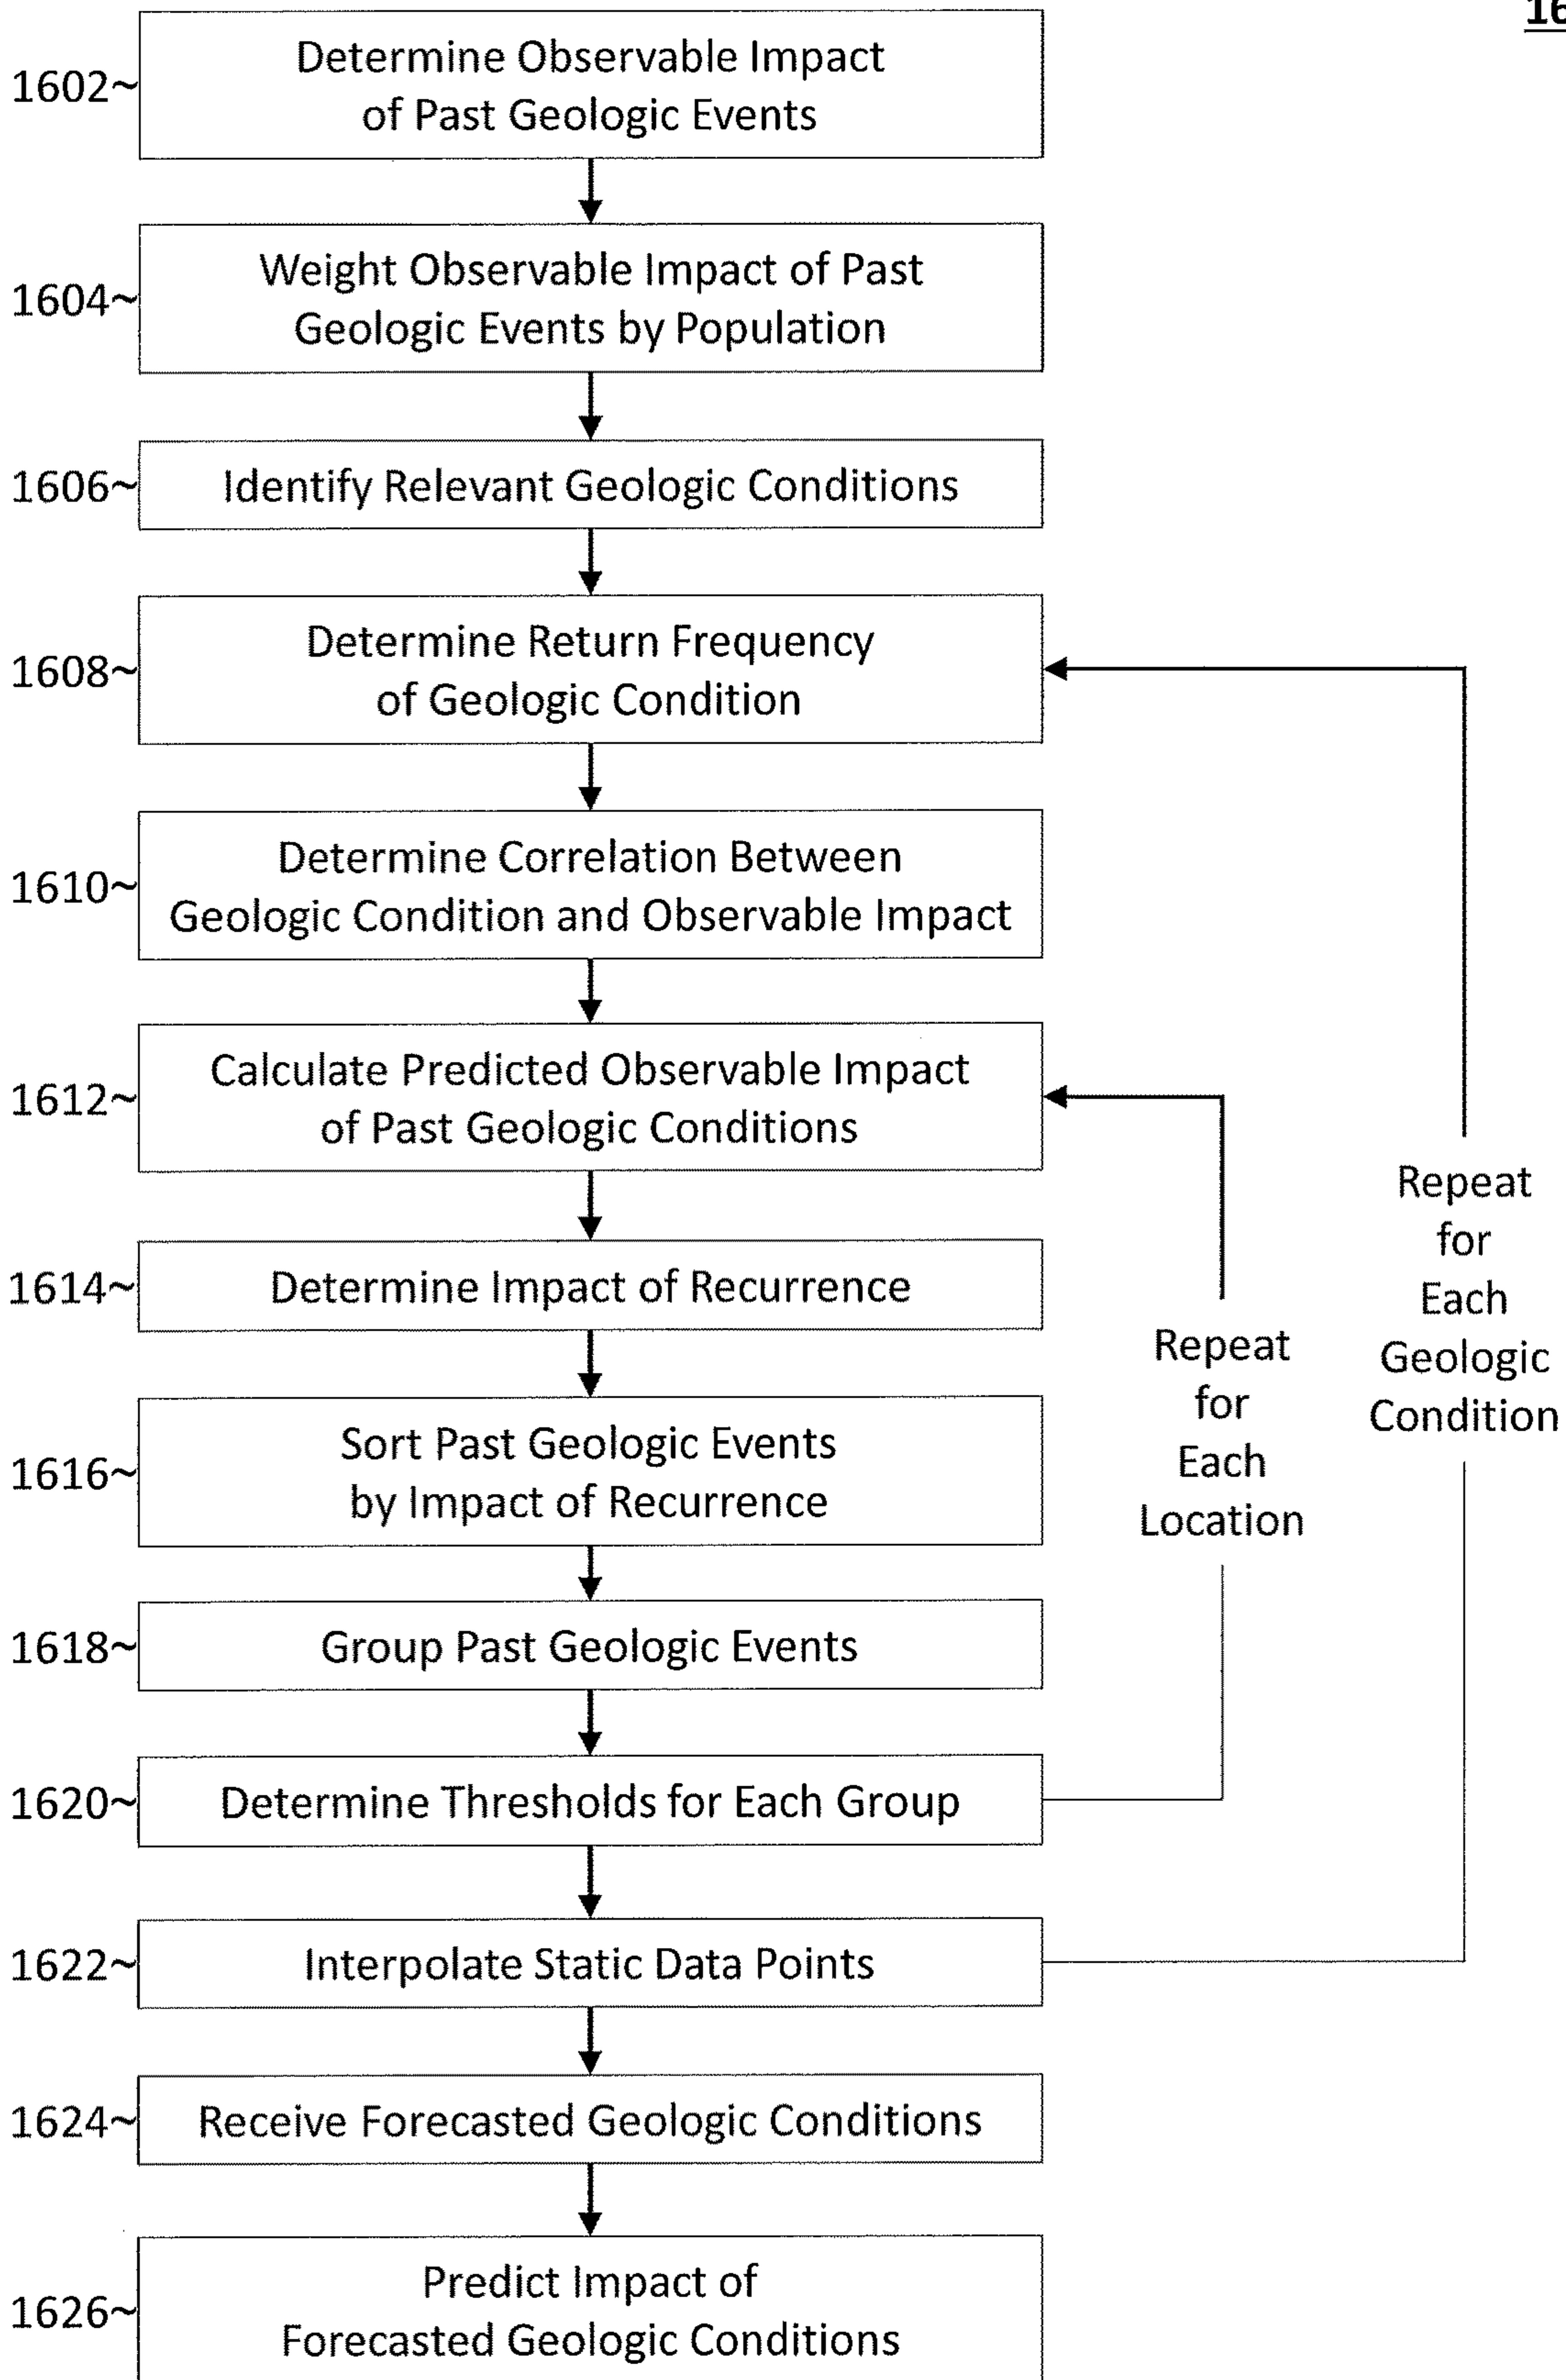 16
1602~
Determine Observable Impact
of Past Geologic Events
1604~
Weight Observable Impact of Past
Geologic Events by Population
1606~
Identify Relevant Geologic Conditions
1608~
Determine Return Frequency
of Geologic Condition
1610~
Determine Correlation Between
Geologic Condition and Observable Impact
1612~
Calculate Predicted Observable Impact
of Past Geologic Conditions
1614~
Determine Impact of Recurrence
1616~
Sort Past Geologic Events
by Impact of Recurrence
1618~
Group Past Geologic Events
1620~
Determine Thresholds for Each Group
1622~
Interpolate Static Data Points
1624~
Receive Forecasted Geologic Conditions
1626~
Predict Impact of
Forecasted Geologic Conditions
Repeat
for
Each
Location
Repeat
for
Each
Geologic
Condition